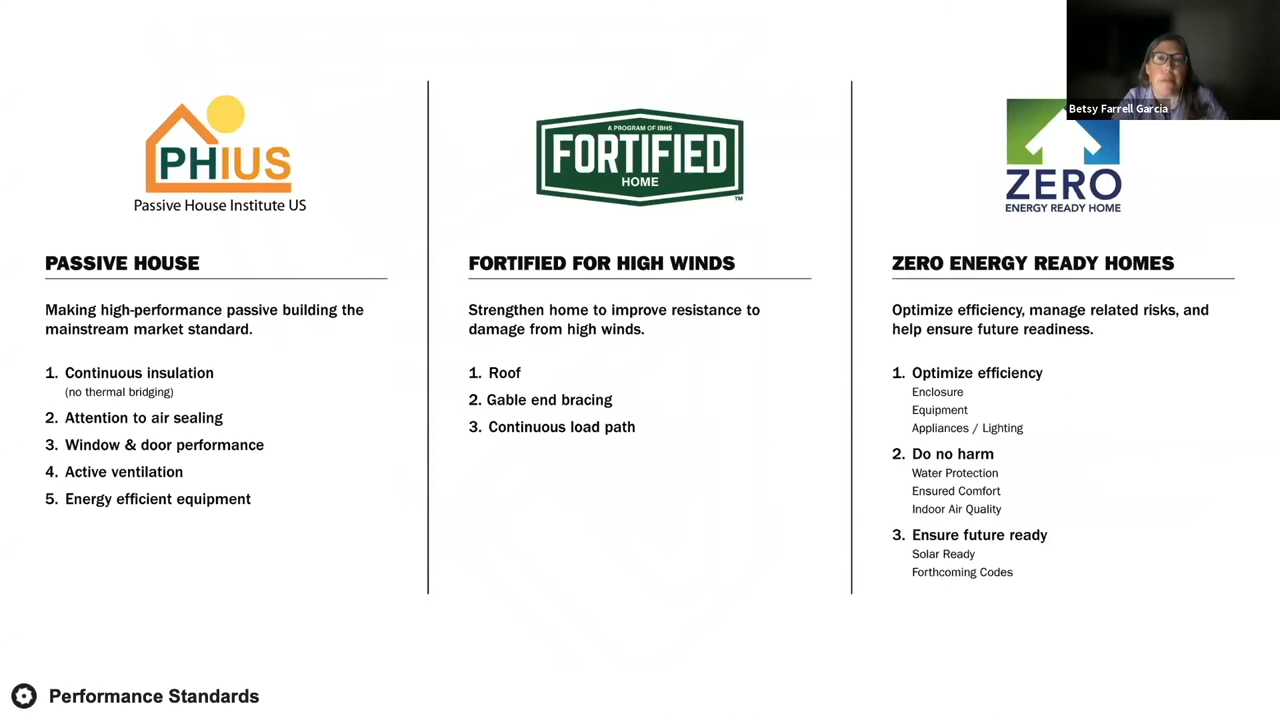 Betsy Farrell Garcia
PHIUS
Passive House Institute US
PASSIVE HOUSE
Making high-performance passive building the
mainstream market standard.
1. Continuous insulation
(no thermal bridging)
2. Attention to air sealing
3. Window & door performance
4. Active ventilation
5. Energy efficient equipment
A PROGRAM OF IBHS
FORTIFIED
HOME
TM
FORTIFIED FOR HIGH WINDS
Strengthen home to improve resistance to
damage from high winds.
1. Roof
2. Gable end bracing
3. Continuous load path
ZERO
ENERGY READY HOME
ZERO ENERGY READY HOMES
Optimize efficiency, manage related risks, and
help ensure future readiness.
1. Optimize efficiency
Enclosure
Equipment
Appliances / Lighting
2. Do no harm
Water Protection
Ensured Comfort
Indoor Air Quality
3. Ensure future ready
Solar Ready
Forthcoming Codes
Performance Standards